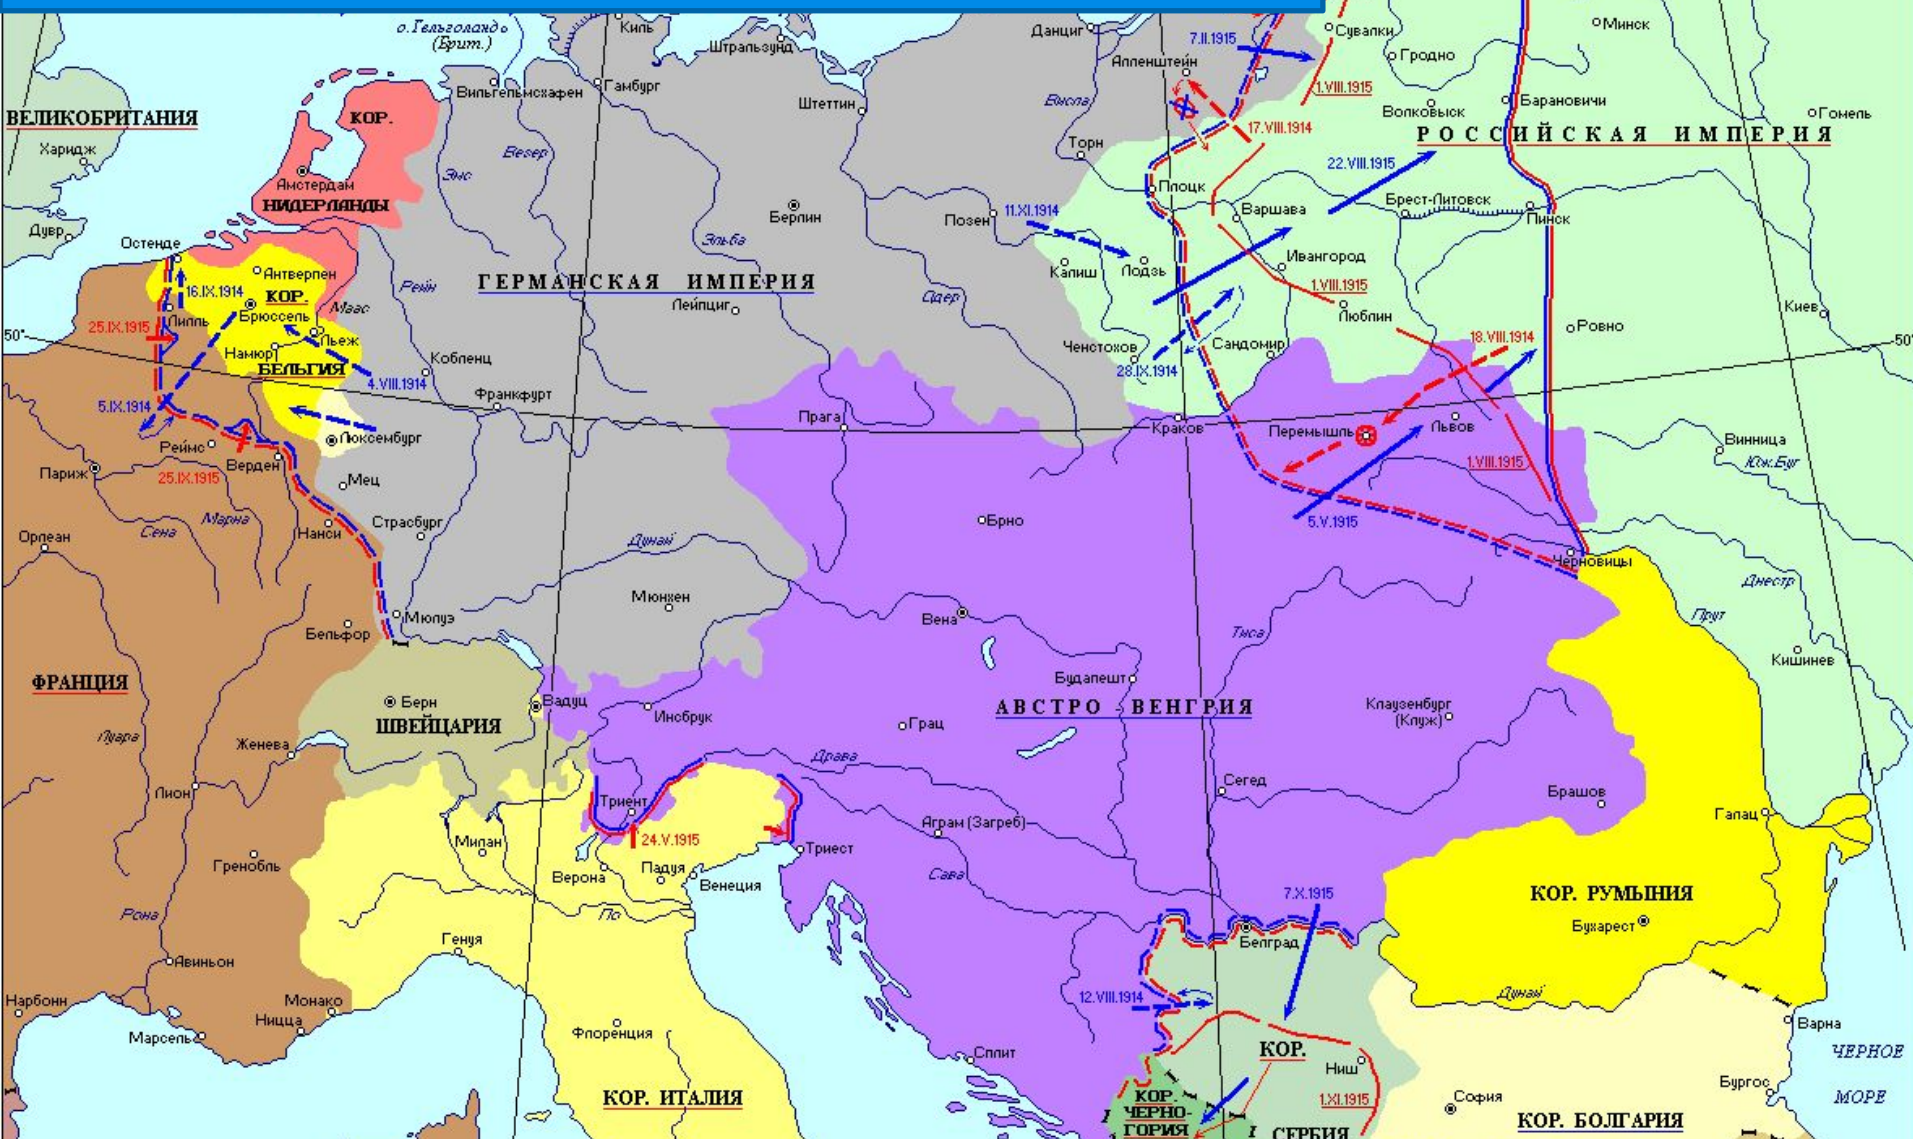 о. Гельголандъ
(Брит.)
Киль
Штральзунд
Данциг
7.II.1915
Сувалки
Минск
Алленштейн
Гродно
ВЕЛИКОБРИТАНИЯ
КОР.
Вильгельмсхафен
Гамбург
Штеттин
Висла
1.VIII.1915
Волковыск
Барановичи
Гомель
Харидж
Везер
Торн
17.VIII.1914
РОССИЙСКАЯ ИМПЕРИЯ
Амстердам
НИДЕРЛАНДЫ
Эмс
Берлин
Плоцк
22.VIII.1915
Брест-Литовск
Пинск
Дувр
Остенде
Позен
11.XI.1914
Варшава
Эльба
Антверпен
16.IX.1914
КОР.
Брюссель
Маас
Рейн
ГЕРМАНСКАЯ ИМПЕРИЯ
Лейпциг
Одер
Калиш
Лодзь
Ивангород
1.VIII.1915
Люблин
Киев
50°
25.IX.1915
Лилль
Льеж
Намюр
БЕЛЬГИЯ
Кобленц
Ченстохов
Сандомир
18.VIII.1914
Ровно
50°
4.VIII.1914
28.IX.1914
5.IX.1914
Франкфурт
Прага
Краков
Перемышль
Львов
Люксембург
Реймс
Верден
Винница
Юж.Буг
Париж
25.IX.1915
Мец
1.VIII.1915
Орлеан
Сена
Марна
Нанси
Страсбург
Брно
5.V.1915
Дунай
Черновицы
Днестр
Мюнхен
Вена
Прут
Бельфор
Мюлуз
Тиса
Кишинев
ФРАНЦИЯ
Берн
ШВЕЙЦАРИЯ
Вадуц
Инсбрук
Будапешт
АВСТРО - ВЕНГРИЯ
Клаузенбург
(Клуж)
Грац
Луара
Женева
Драва
Сегед
Лион
Триент
Брашов
Галац
Аграм (Загреб)
Милан
24.V.1915
Триест
Гренобль
Верона
Падуя
Венеция
Сава
КОР. РУМЫНИЯ
7.X.1915
Рона
По
Бухарест
Генуя
Белград
Авиньон
Нарбонн
Монако
Ницца
12.VIII.1914
Дунай
Марсель
Флоренция
Варна
Сплит
КОР.
ЧЕРНОЕ
МОРЕ
Ниш
КОР. ИТАЛИЯ
КОР.
ЧЕРНО-
ГОРИЯ
1.XI.1915
СЕРБИЯ
София
Бургос
КОР. БОЛГАРИЯ